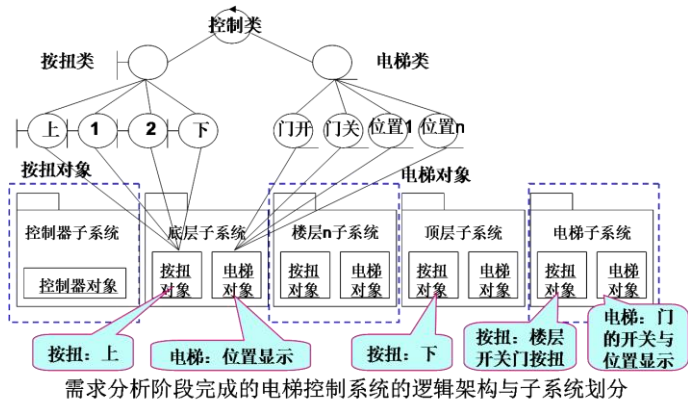 控制类
按扭类
电梯类
上
1
2
下
门开
门关
位置1
位置n
按扭对象
电梯对象
控制器子系统
底层子系统
楼层n子系统
顶层子系统
电梯子系统
控制器对象
按扭
对象
电梯
对象
按扭
对象
电梯
对象
按扭
对象
电梯
对象
按扭
对象
电梯
对象
按扭：上
电梯：位置显示
按扭：下
按扭：楼层
开关门按扭
电梯：门
的开关与
位置显示
需求分析阶段完成的电梯控制系统的逻辑架构与子系统划分